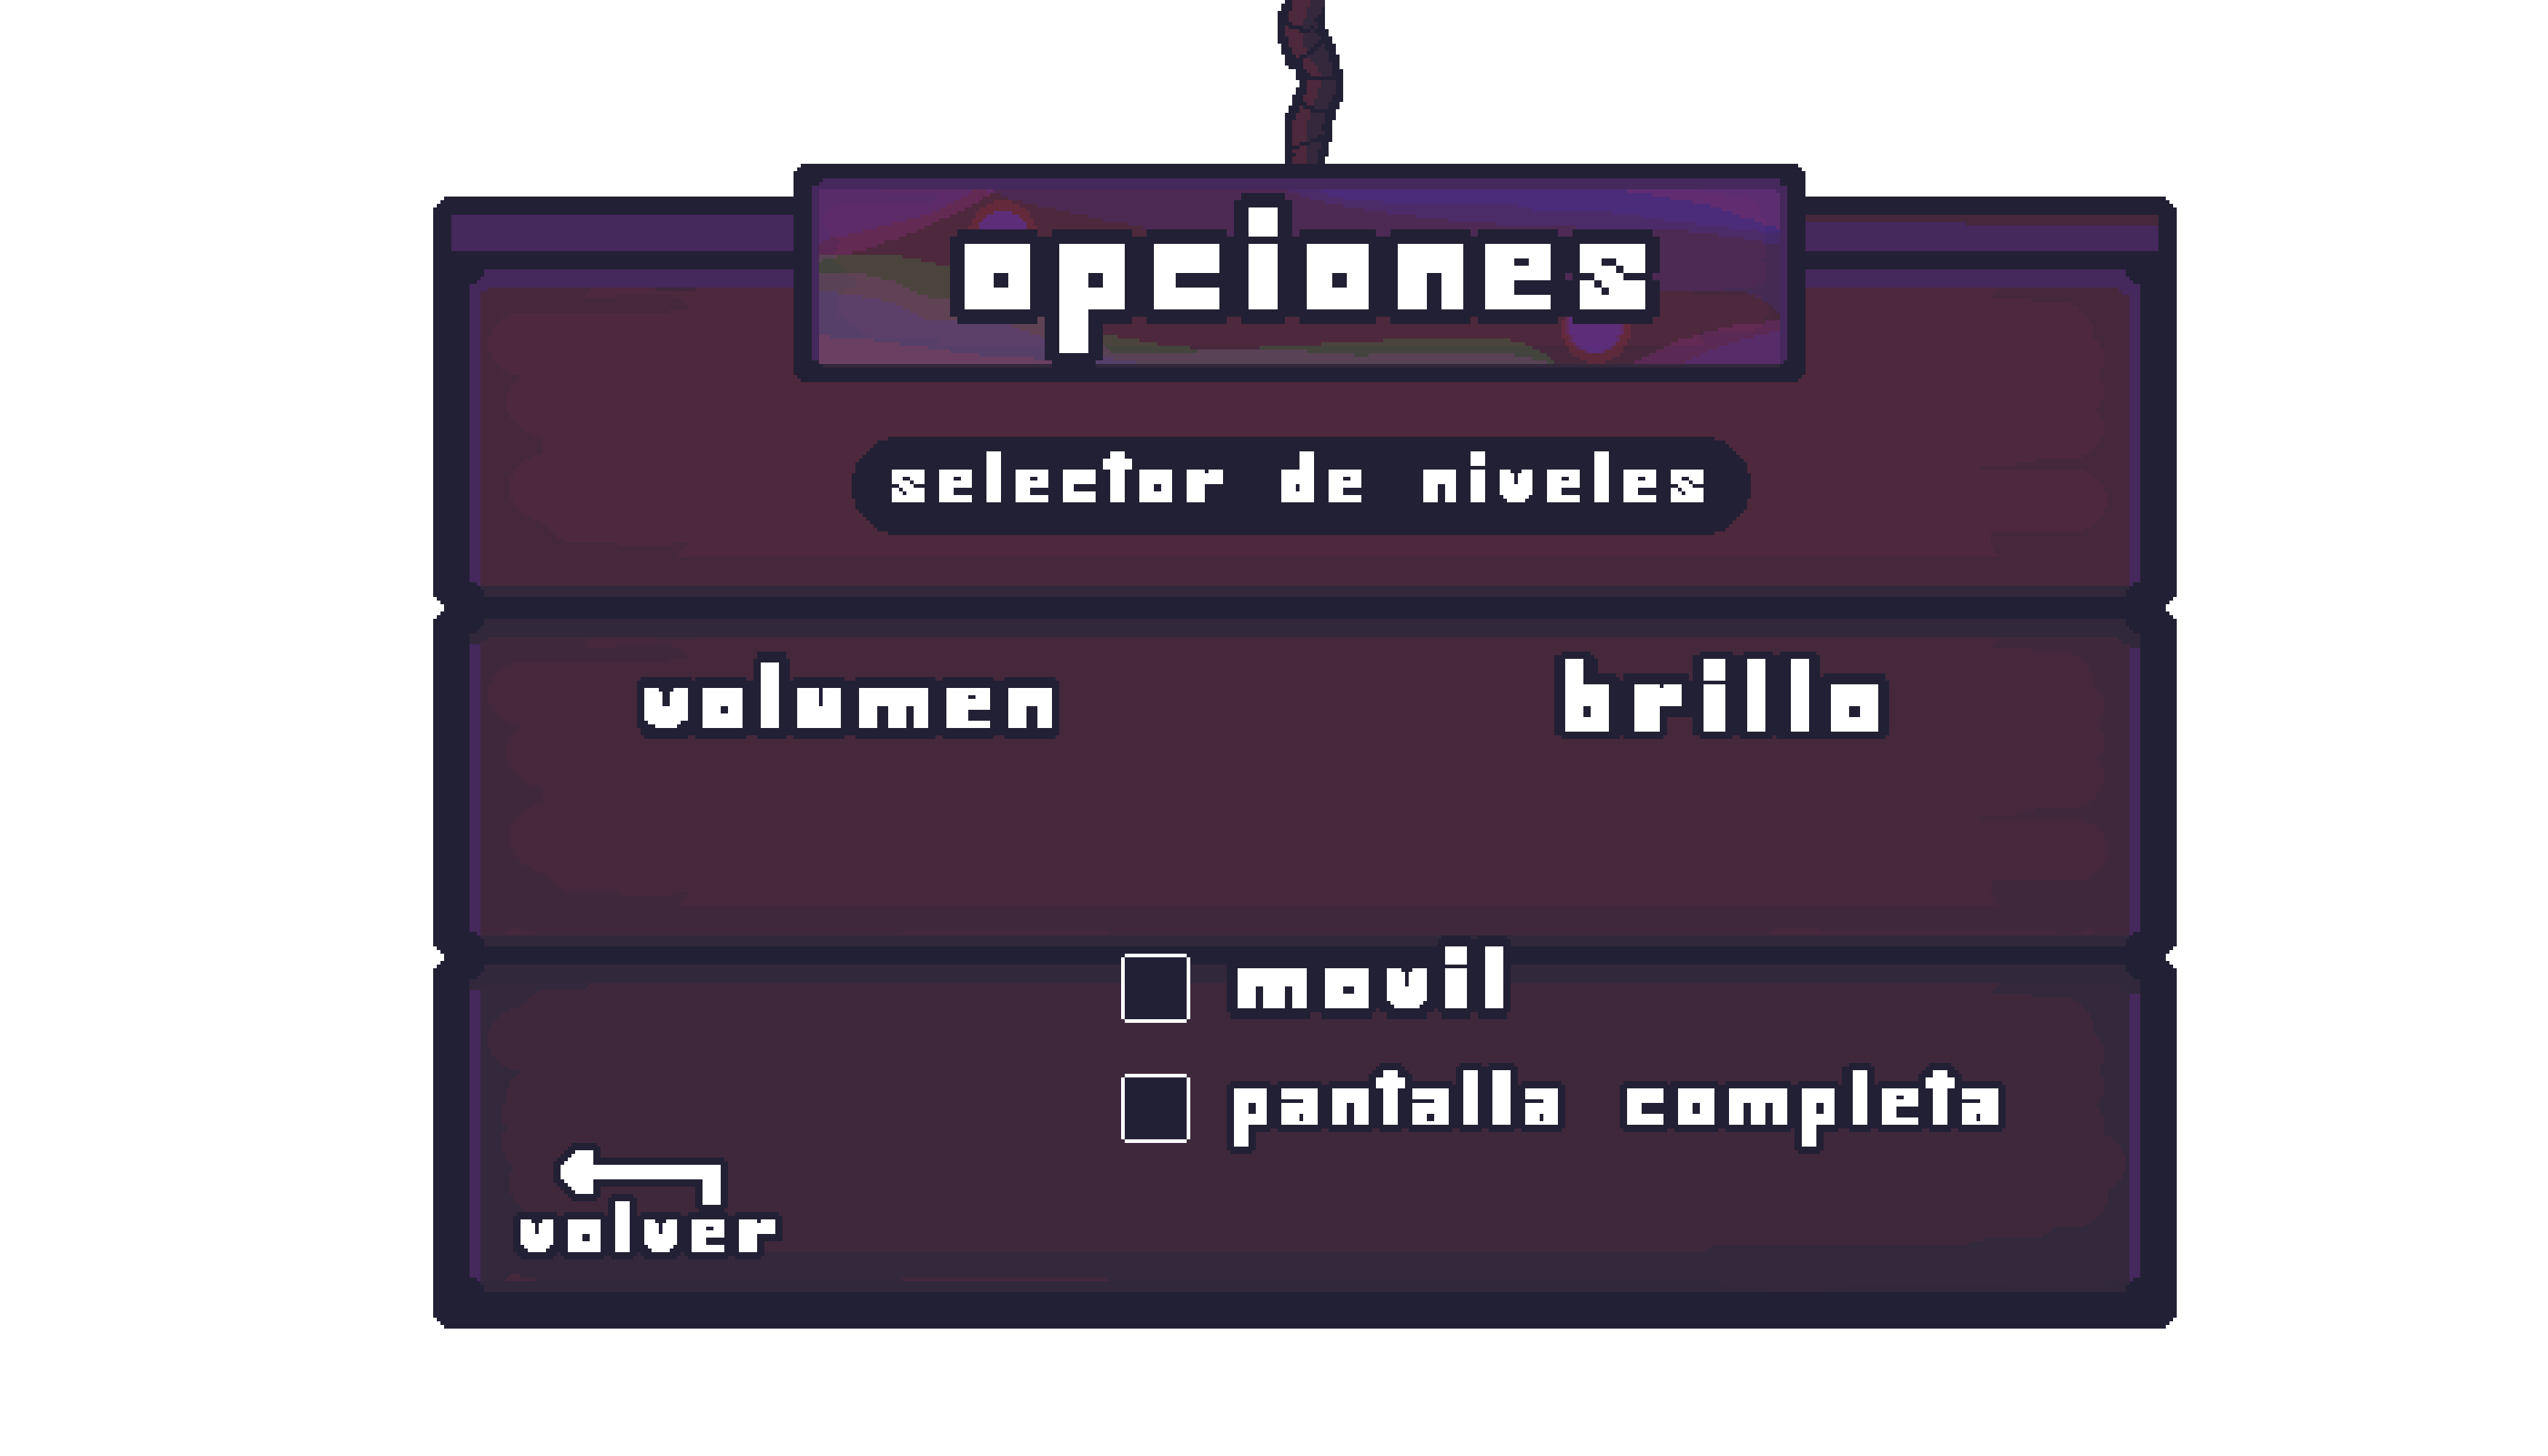 opciones
selector de niveles
volumen
brillo
movil
pantalla completa
volver